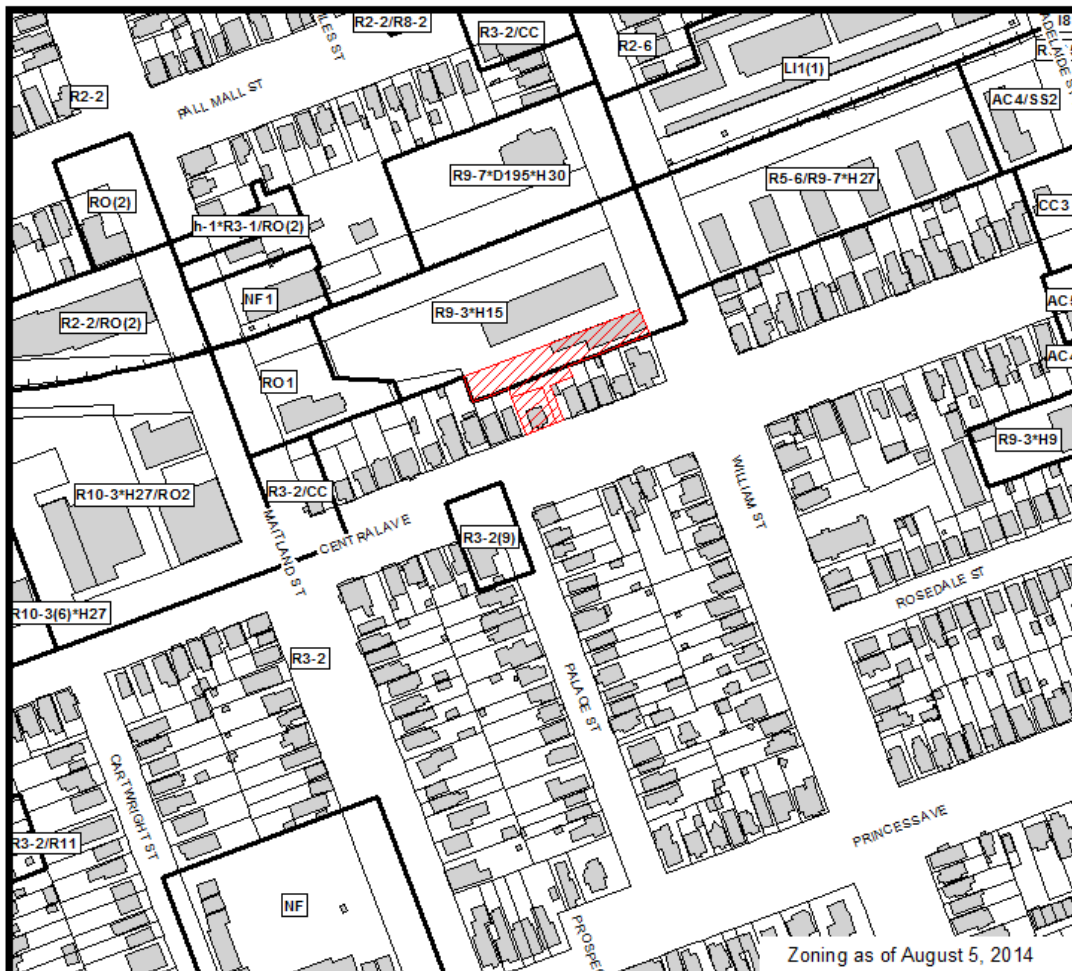 R2-2/R8-2
R3-2/CC
R2-6
LI1(1)
ADELAIDE ST
R2-2
PALL MALL ST
AC4/SS2
R9-7*D195*H30
R5-6/R9-7*H27
RO(2)
CC3
h-1*R3-1/RO(2)
NF1
R9-3*H15
R2-2/RO(2)
RO1
R9-3*H9
R10-3*H27/RO2
R3-2/CC
MAITLAND ST
CENTRAL AVE
WILLIAM ST
R3-2(9)
ROSEDALE ST
R10-3(6)*H27
R3-2
PALACE ST
CARTWRIGHT ST
PRINCESS AVE
R3-2/R11
NF
PROSPEC
Zoning as of August 5, 2014